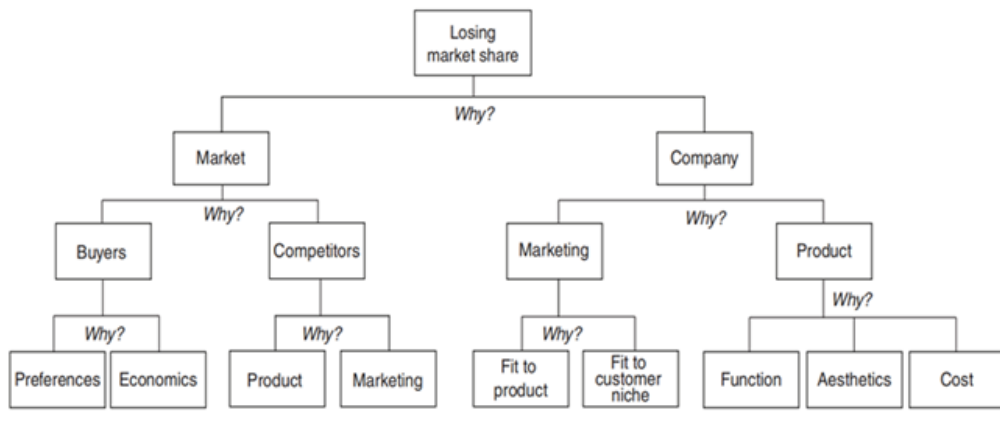 Losing
market share
Why?
Market
Company
Why?
Why?
Buyers
Competitors
Marketing
Product
Why?
Why?
Why?
Why?
Preferences
Economics
Product
Marketing
Fit to
product
Fit to
customer
niche
Function
Aesthetics
Cost